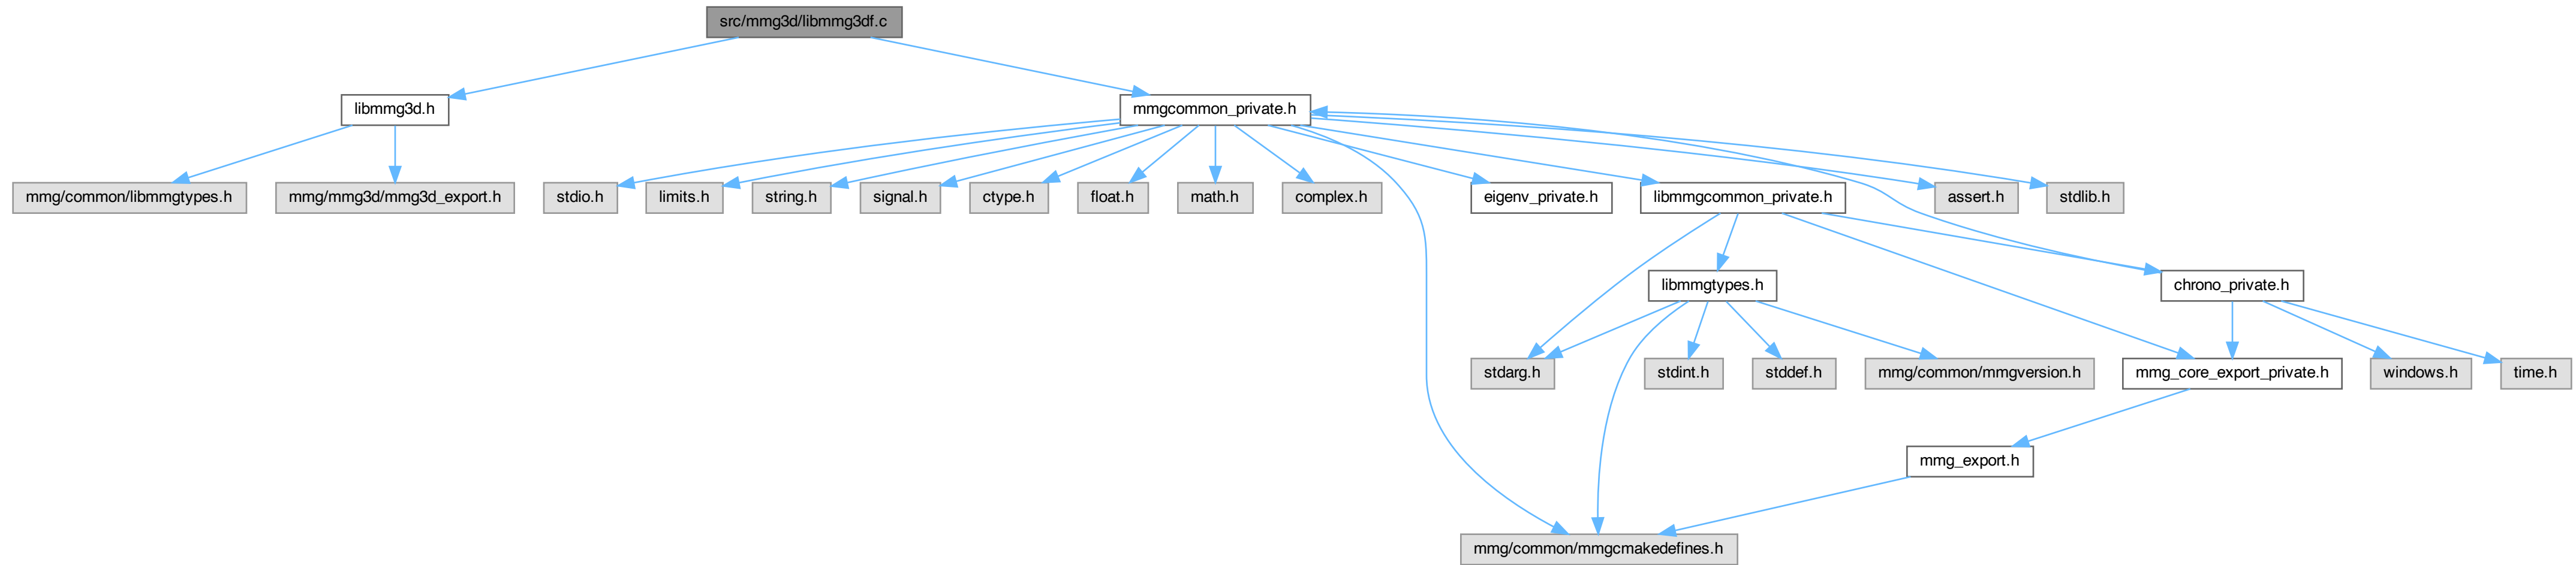 src/mmg3d/libmmg3df.c
libmmg3d.h
mmgcommon_private.h
mmg/common/libmmgtypes.h
mmg/mmg3d/mmg3d_export.h
stdio.h
limits.h
string.h
signal.h
ctype.h
float.h
math.h
complex.h
eigenv_private.h
libmmgcommon_private.h
assert.h
stdlib.h
libmmgtypes.h
chrono_private.h
stdarg.h
stdint.h
stddef.h
mmg/common/mmgversion.h
mmg_core_export_private.h
windows.h
time.h
mmg_export.h
mmg/common/mmgcmakedefines.h